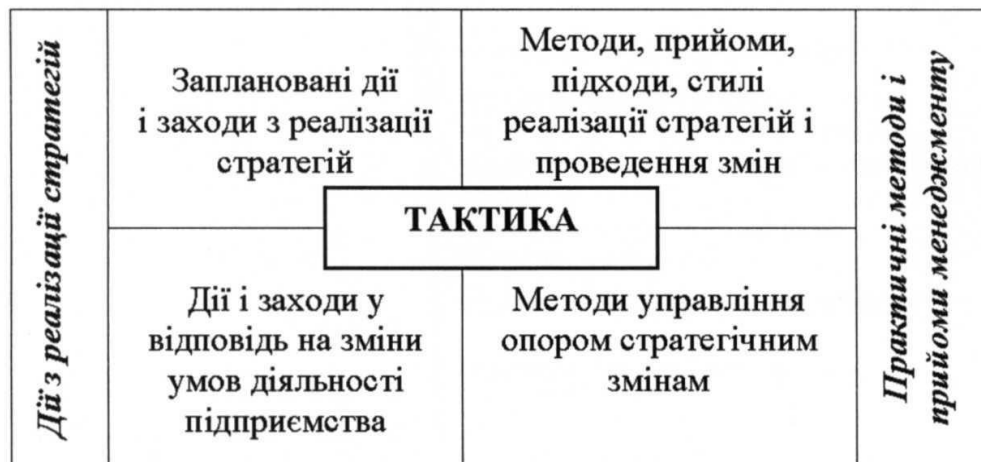 Дії з реалізації стратегій
Заплановані дії
і заходи з реалізації
стратегій
Методи, прийоми,
підходи, стилі
реалізації стратегій і
проведення змін
ТАКТИКА
Дії і заходи у
відповідь на зміни
умов діяльності
підприємства
Методи управління
опором стратегічним
змінам
Практичні методи і
прийоми менеджменту